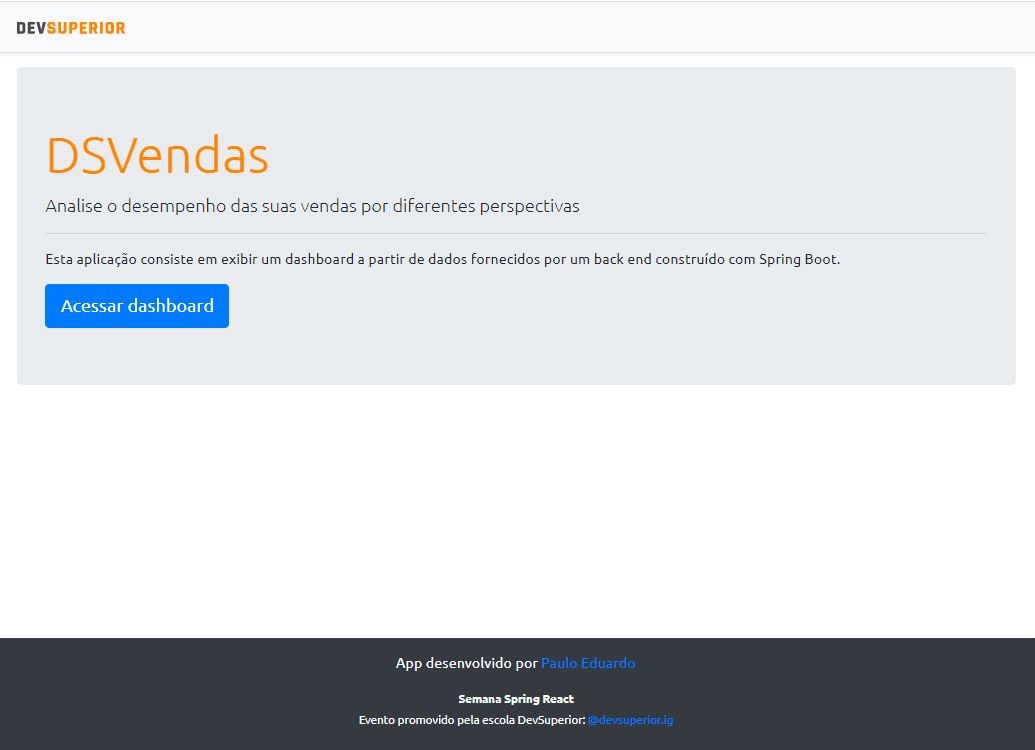 DEVSUPERIOR
DSVendas
Analise o desempenho das suas vendas por diferentes perspectivas
Esta aplicação consiste em exibir um dashboard a partir de dados fornecidos por um back end construído com Spring Boot.
Acessar dashboard
App desenvolvido por Paulo Eduardo
Semana Spring React
Evento promovido pela escola DevSuperior: @devsuperior.ig